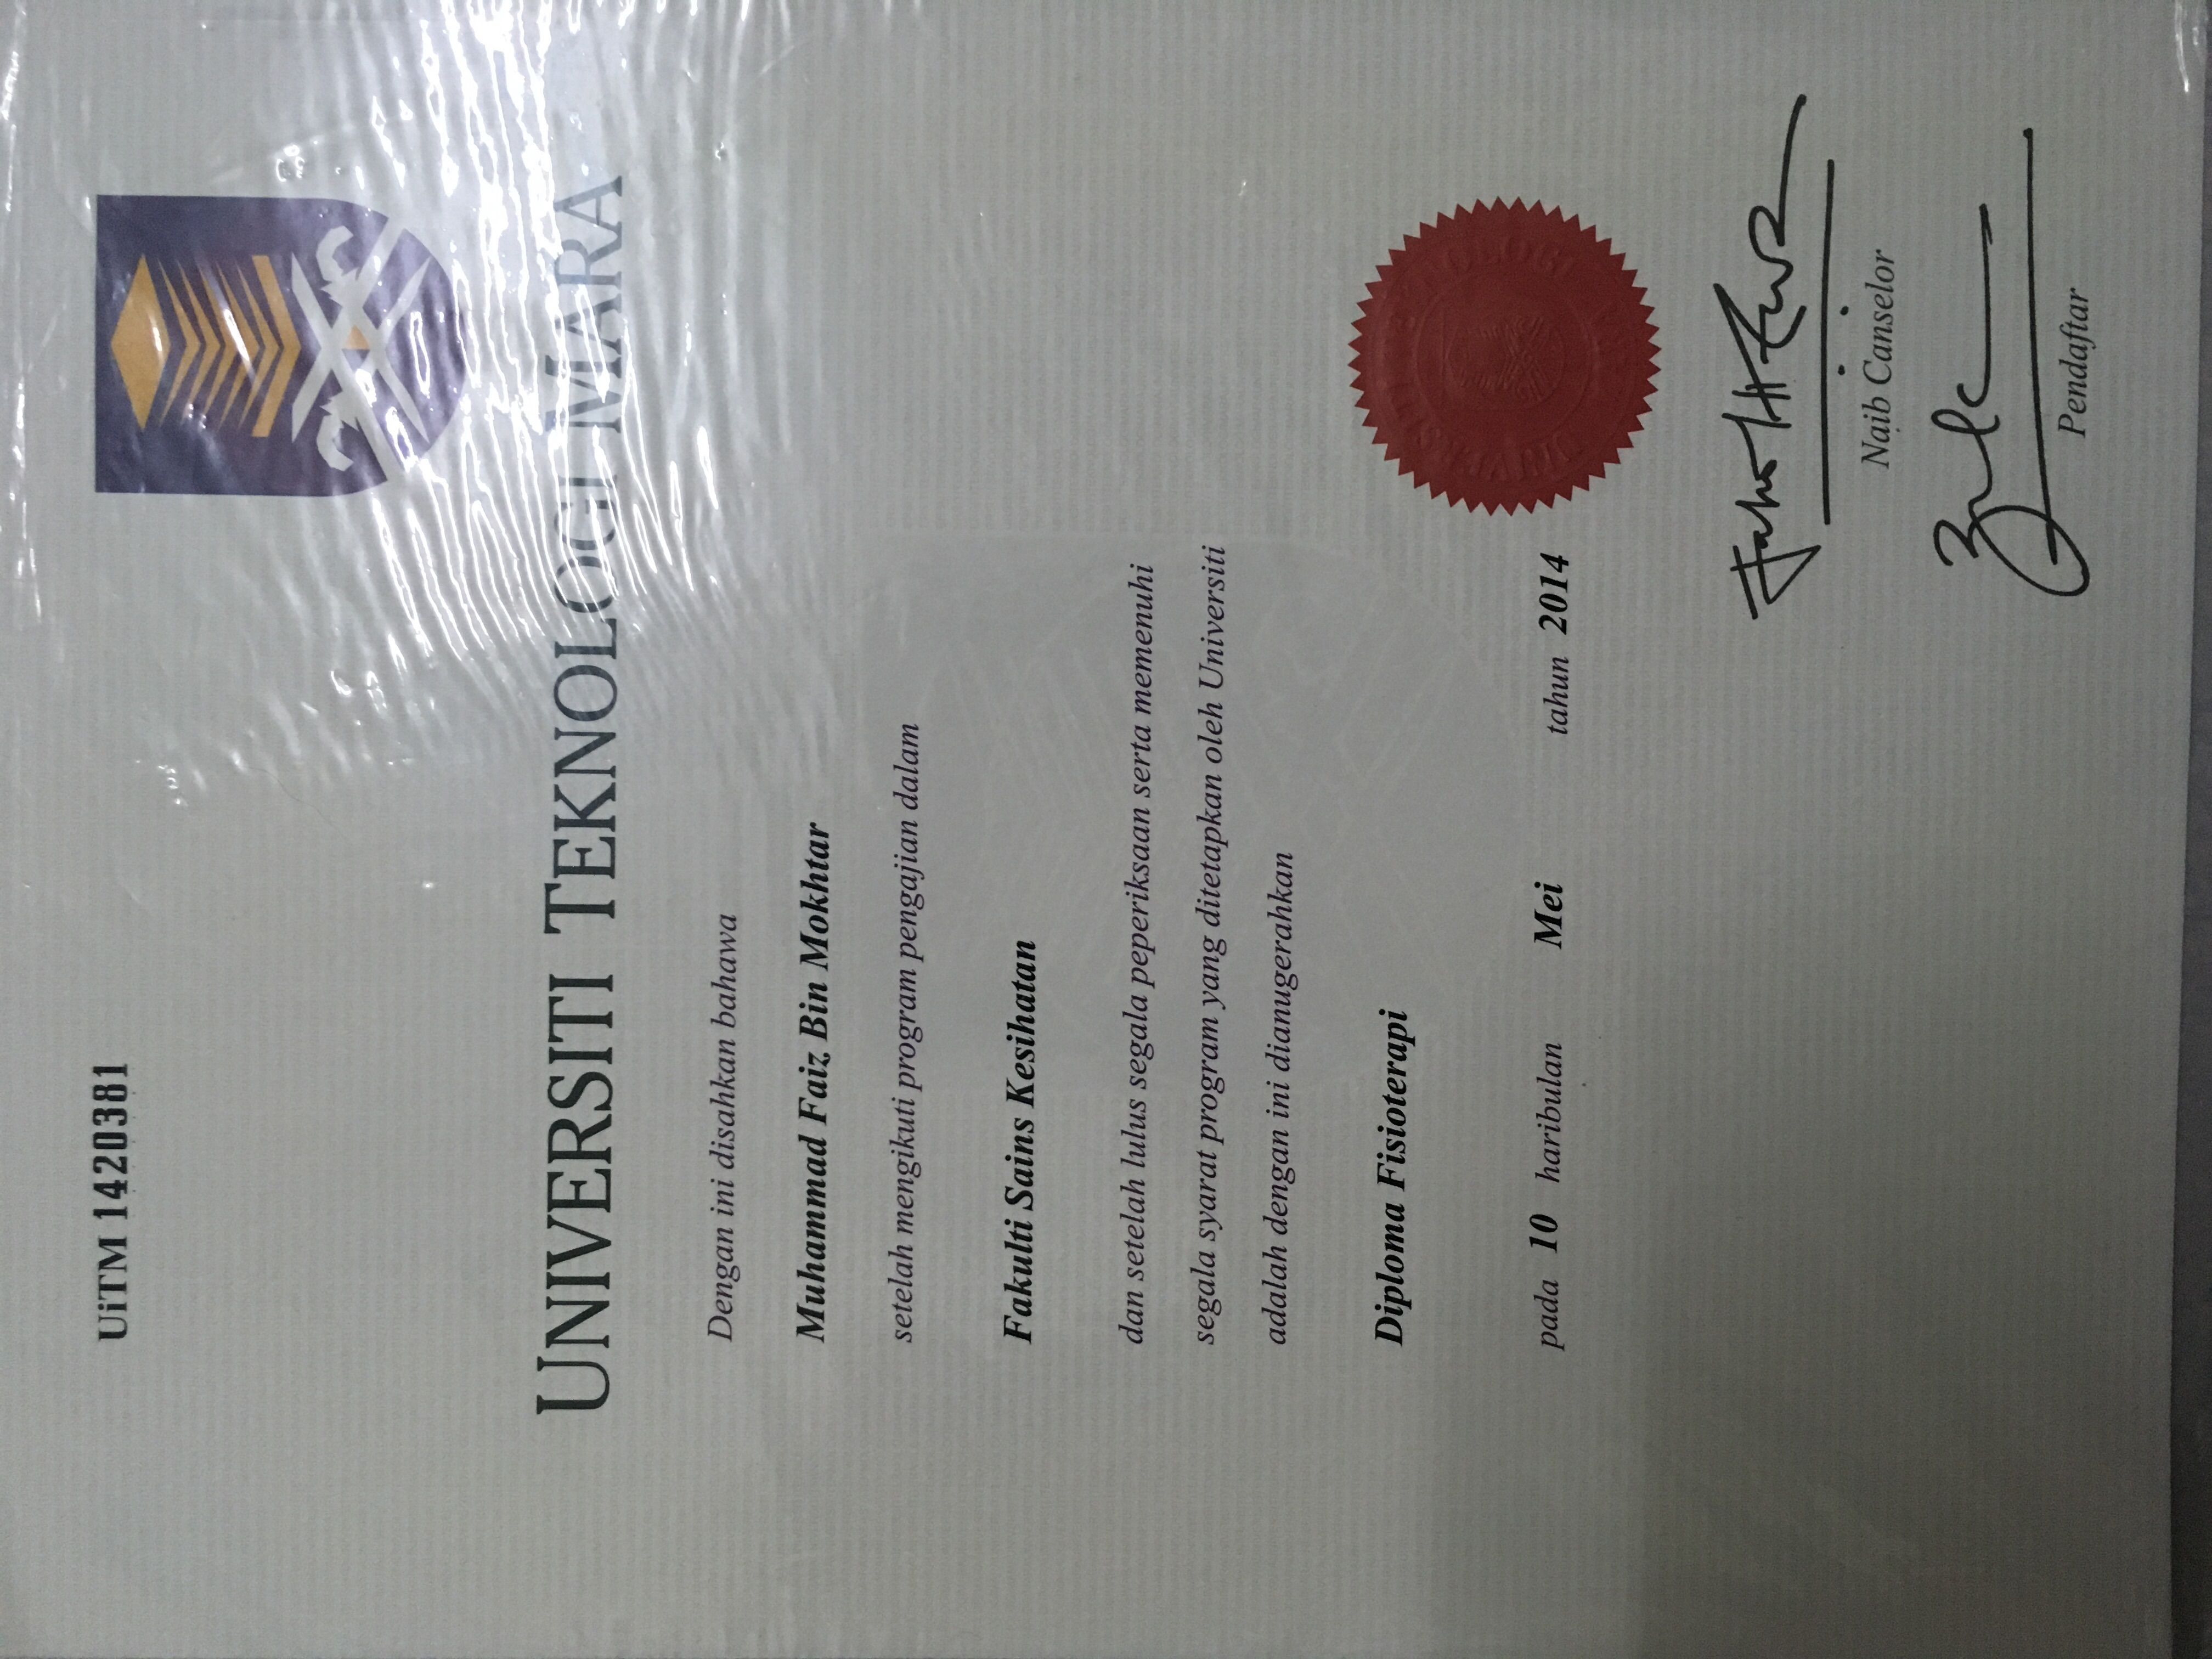 UiTM 1420381
UNIVERSITI TEKNOLOGI MARA
Dengan ini disahkan bahawa
Muhammad Faiz Bin Mokhtar
setelah mengikuti program pengajian dalam
Fakulti Sains Kesihatan
dan setelah lulus segala peperiksaan serta memenuhi
segala syarat program yang ditetapkan oleh Universiti
adalah dengan ini dianugerahkan
Diploma Fisioterapi
pada 10 haribulan Mei tahun 2014
Naib Canselor
Pendaftar